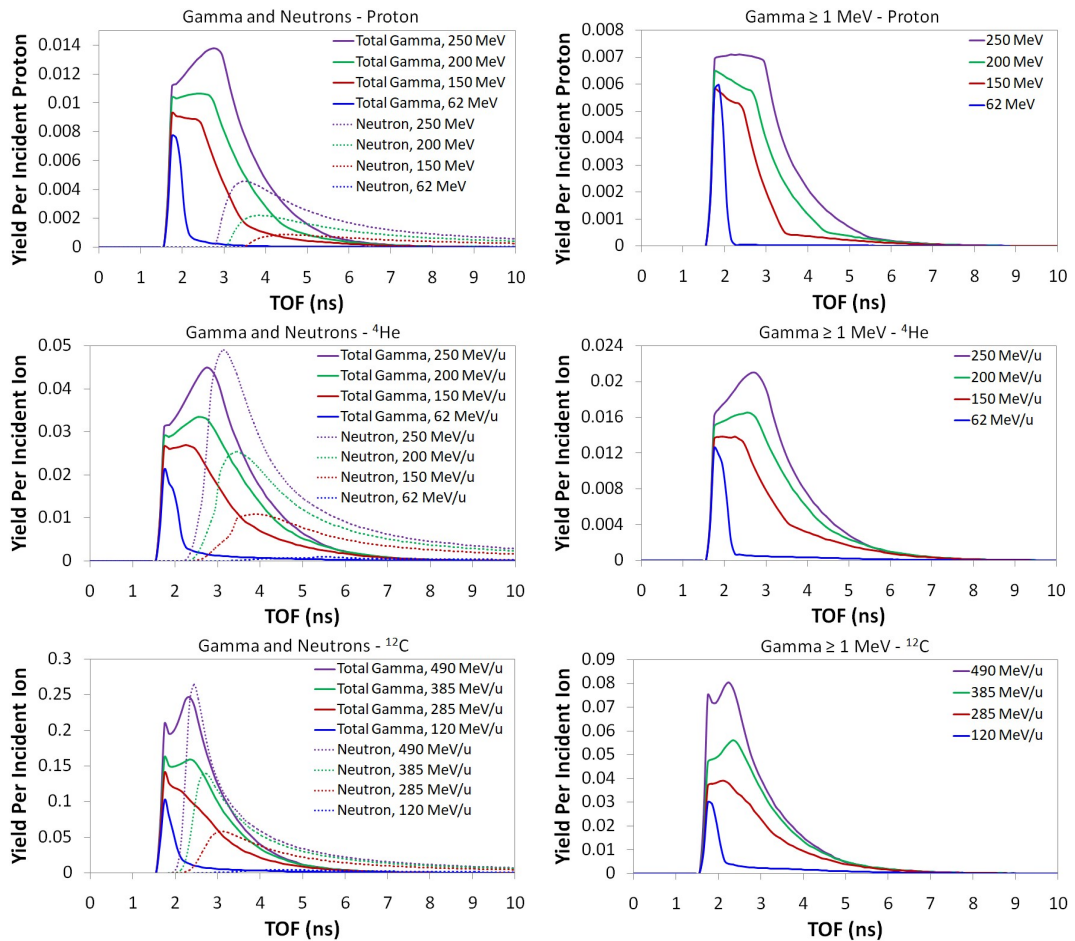 Gamma and Neutrons - Proton
Yield Per Incident Proton
0.014
0.012
0.01
0.008
0.006
0.004
0.002
0
Total Gamma, 250 MeV
Total Gamma, 200 MeV
Total Gamma, 150 MeV
Total Gamma, 62 MeV
Neutron, 250 MeV
Neutron, 200 MeV
Neutron, 150 MeV
Neutron, 62 MeV
0 1 2 3 4 5 6 7 8 9 10
TOF (ns)
Gamma ≥ 1 MeV - Proton
Yield Per Incident Proton
0.008
0.007
0.006
0.005
0.004
0.003
0.002
0.001
0
250 MeV
200 MeV
150 MeV
62 MeV
0 1 2 3 4 5 6 7 8 9 10
TOF (ns)
Gamma and Neutrons - ⁴He
Yield Per Incident Ion
0.05
0.04
0.03
0.02
0.01
0
Total Gamma, 250 MeV/u
Total Gamma, 200 MeV/u
Total Gamma, 150 MeV/u
Total Gamma, 62 MeV/u
Neutron, 250 MeV/u
Neutron, 200 MeV/u
Neutron, 150 MeV/u
Neutron, 62 MeV/u
0 1 2 3 4 5 6 7 8 9 10
TOF (ns)
Gamma ≥ 1 MeV - ⁴He
Yield Per Incident Ion
0.024
0.02
0.016
0.012
0.008
0.004
0
250 MeV/u
200 MeV/u
150 MeV/u
62 MeV/u
0 1 2 3 4 5 6 7 8 9 10
TOF (ns)
Gamma and Neutrons - ¹²C
Yield Per Incident Ion
0.3
0.25
0.2
0.15
0.1
0.05
0
Total Gamma, 490 MeV/u
Total Gamma, 385 MeV/u
Total Gamma, 285 MeV/u
Total Gamma, 120 MeV/u
Neutron, 490 MeV/u
Neutron, 385 MeV/u
Neutron, 285 MeV/u
Neutron, 120 MeV/u
0 1 2 3 4 5 6 7 8 9 10
TOF (ns)
Gamma ≥ 1 MeV - ¹²C
Yield Per Incident Ion
0.09
0.08
0.07
0.06
0.05
0.04
0.03
0.02
0.01
0
490 MeV/u
385 MeV/u
285 MeV/u
120 MeV/u
0 1 2 3 4 5 6 7 8 9 10
TOF (ns)